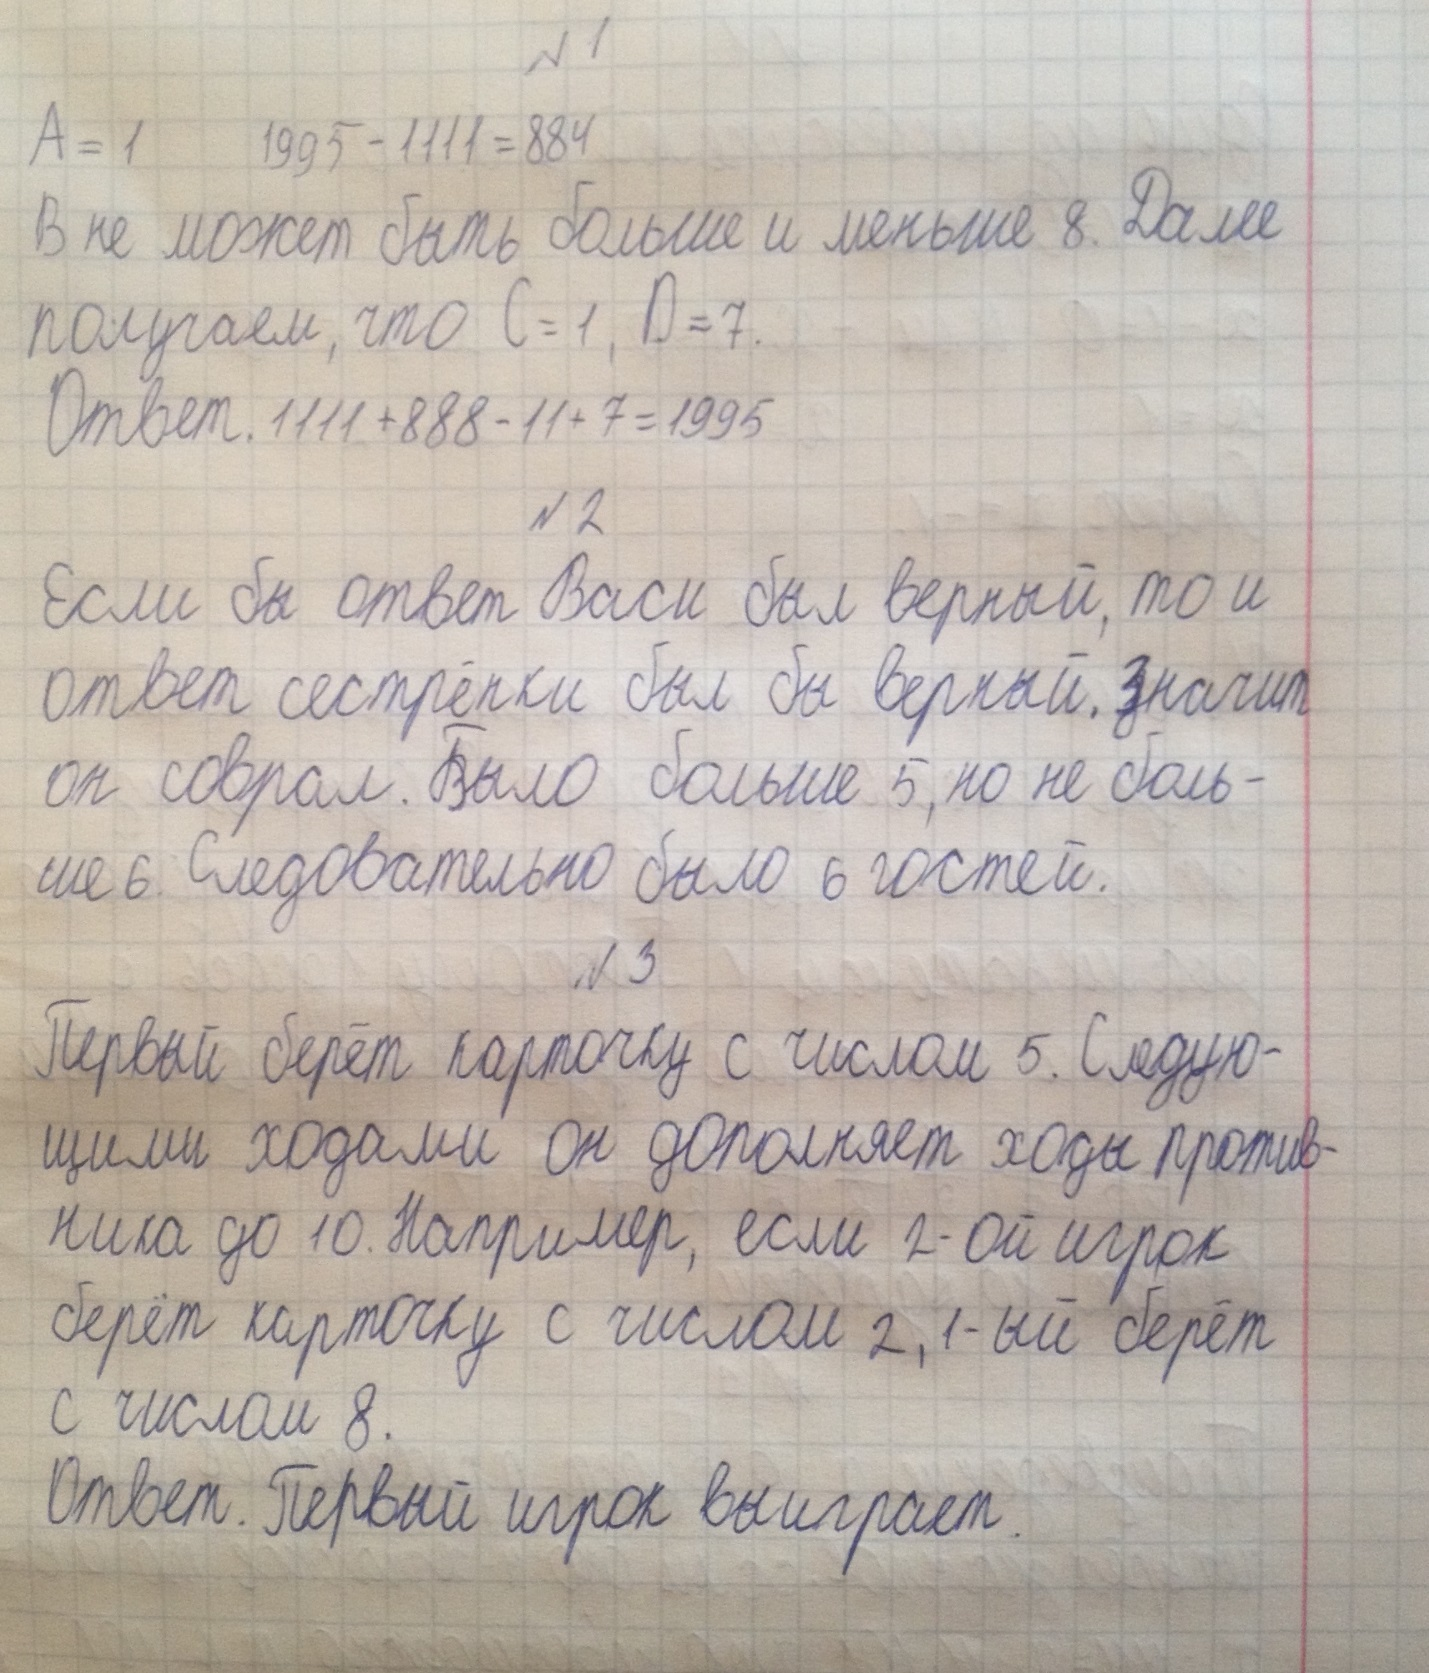 №1
А = 1 1995 - 1111 = 884
В не может быть больше и меньше 8. Далее
получаем, что С = 1, D = 7.
Ответ. 1111 + 888 - 11 + 7 = 1995
№2
Если бы ответ Васи был верный, то и
ответ сестрёнки был бы верный. Значит
он соврал. Было больше 5, но не боль-
ше 6. Следовательно было 6 гостей.
№3
Первый берёт карточку с числом 5. Следую-
щими ходами он дополняет ходы против-
ника до 10. Например, если 2-ой игрок
берёт карточку с числом 2, 1-ый берёт
с числом 8.
Ответ. Первый игрок выиграет.